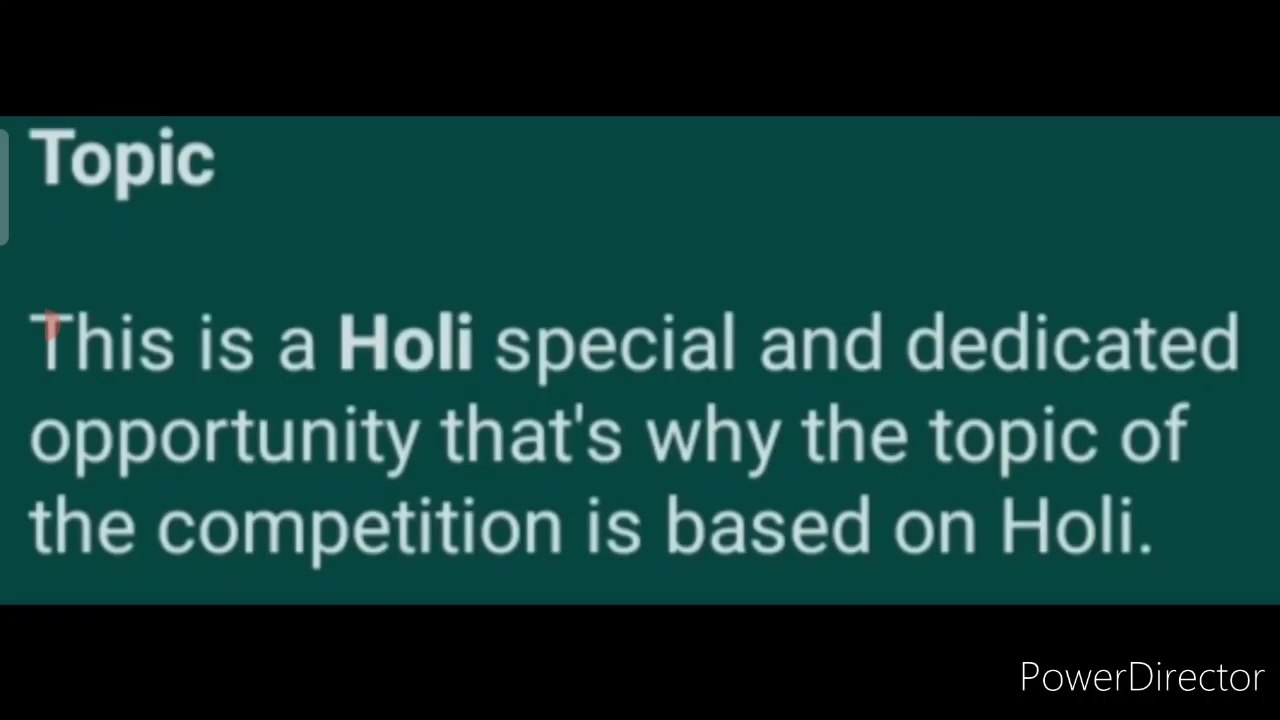 Topic
This is a Holi special and dedicated
opportunity that's why the topic of
the competition is based on Holi.
PowerDirector